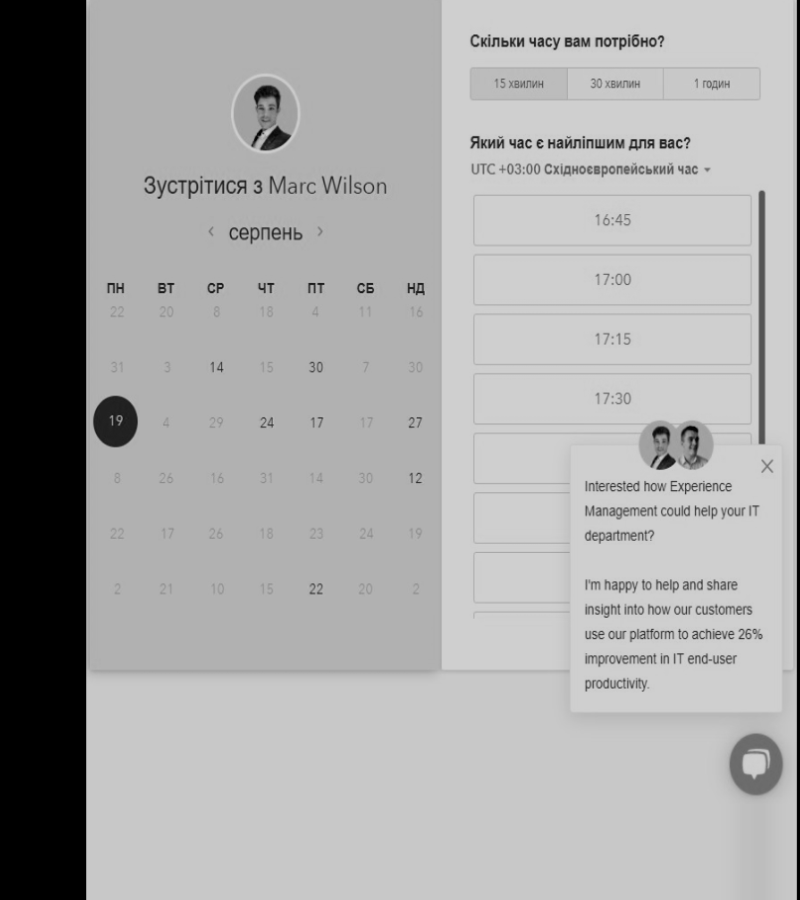 Зустрітися з Marc Wilson
‹ серпень ›
ПН ВТ СР ЧТ ПТ СБ НД
22 20 8 18 4 11 16
31 3 14 15 30 7 30
19 4 29 24 17 17 27
8 26 16 31 14 30 12
22 17 26 18 23 24 19
2 21 10 15 22 20 2
Скільки часу вам потрібно?
15 хвилин 30 хвилин 1 годин
Який час є найліпшим для вас?
UTC +03:00 Східноєвропейський час
16:45
17:00
17:15
17:30
Interested how Experience
Management could help your IT
department?
I'm happy to help and share
insight into how our customers
use our platform to achieve 26%
improvement in IT end-user
productivity.